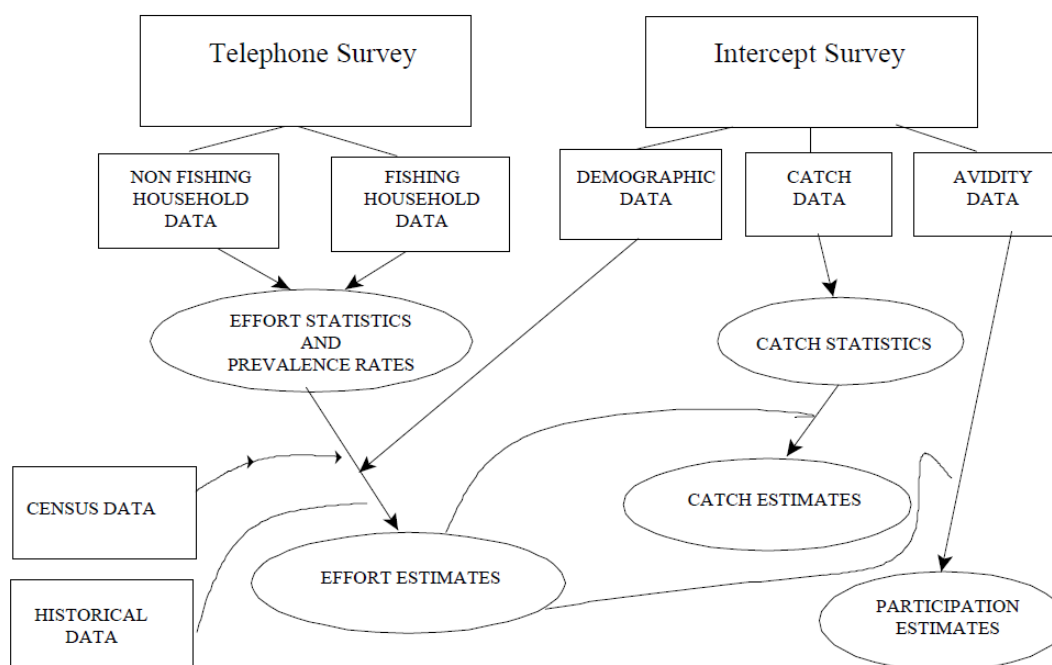 Telephone Survey
Intercept Survey
NON FISHING
HOUSEHOLD
DATA
FISHING
HOUSEHOLD
DATA
DEMOGRAPHIC
DATA
CATCH
DATA
AVIDITY
DATA
EFFORT STATISTICS
AND
PREVALENCE RATES
CATCH STATISTICS
CENSUS DATA
CATCH ESTIMATES
EFFORT ESTIMATES
HISTORICAL
DATA
PARTICIPATION
ESTIMATES